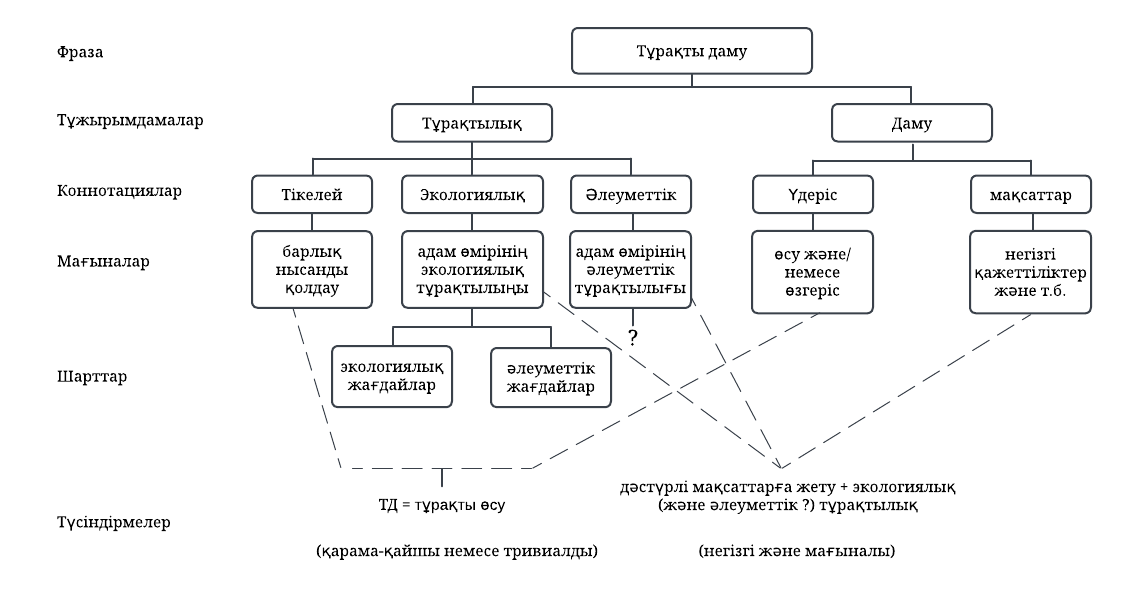 Фраза
Тұрақты даму
Тұжырымдамалар
Тұрақтылық
Даму
Коннотациялар
Тікелей
Экологиялық
Әлеуметтік
Үдеріс
мақсаттар
Мағыналар
барлық
нысанды
қолдау
адам өмірінің
экологиялық
тұрақтылыңы
адам өмірінің
әлеуметтік
тұрақтылығы
өсу және/
немесе
өзгеріс
негізгі
қажеттіліктер
және т.б.
?
Шарттар
экологиялық
жағдайлар
әлеуметтік
жағдайлар
Түсіндірмелер
ТД = тұрақты өсу
(қарама-қайшы немесе тривиалды)
дәстүрлі мақсаттарға жету + экологиялық
(және әлеуметтік ?) тұрақтылық
(негізгі және мағыналы)